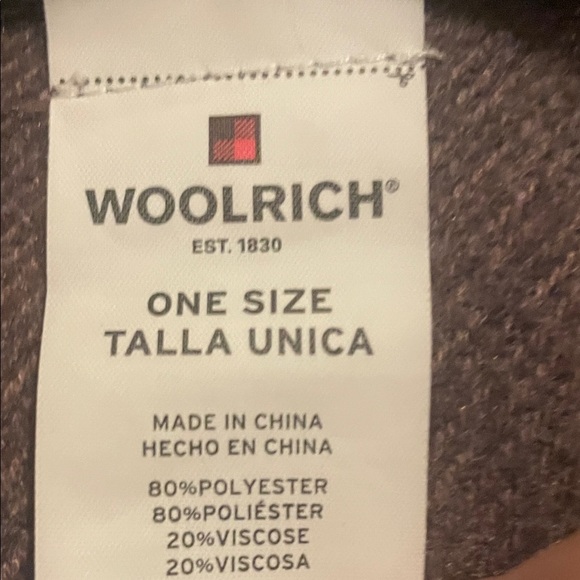 WOOLRICH®
EST. 1830
ONE SIZE
TALLA UNICA
MADE IN CHINA
HECHO EN CHINA
80%POLYESTER
80%POLIÉSTER
20%VISCOSE
20%VISCOSA